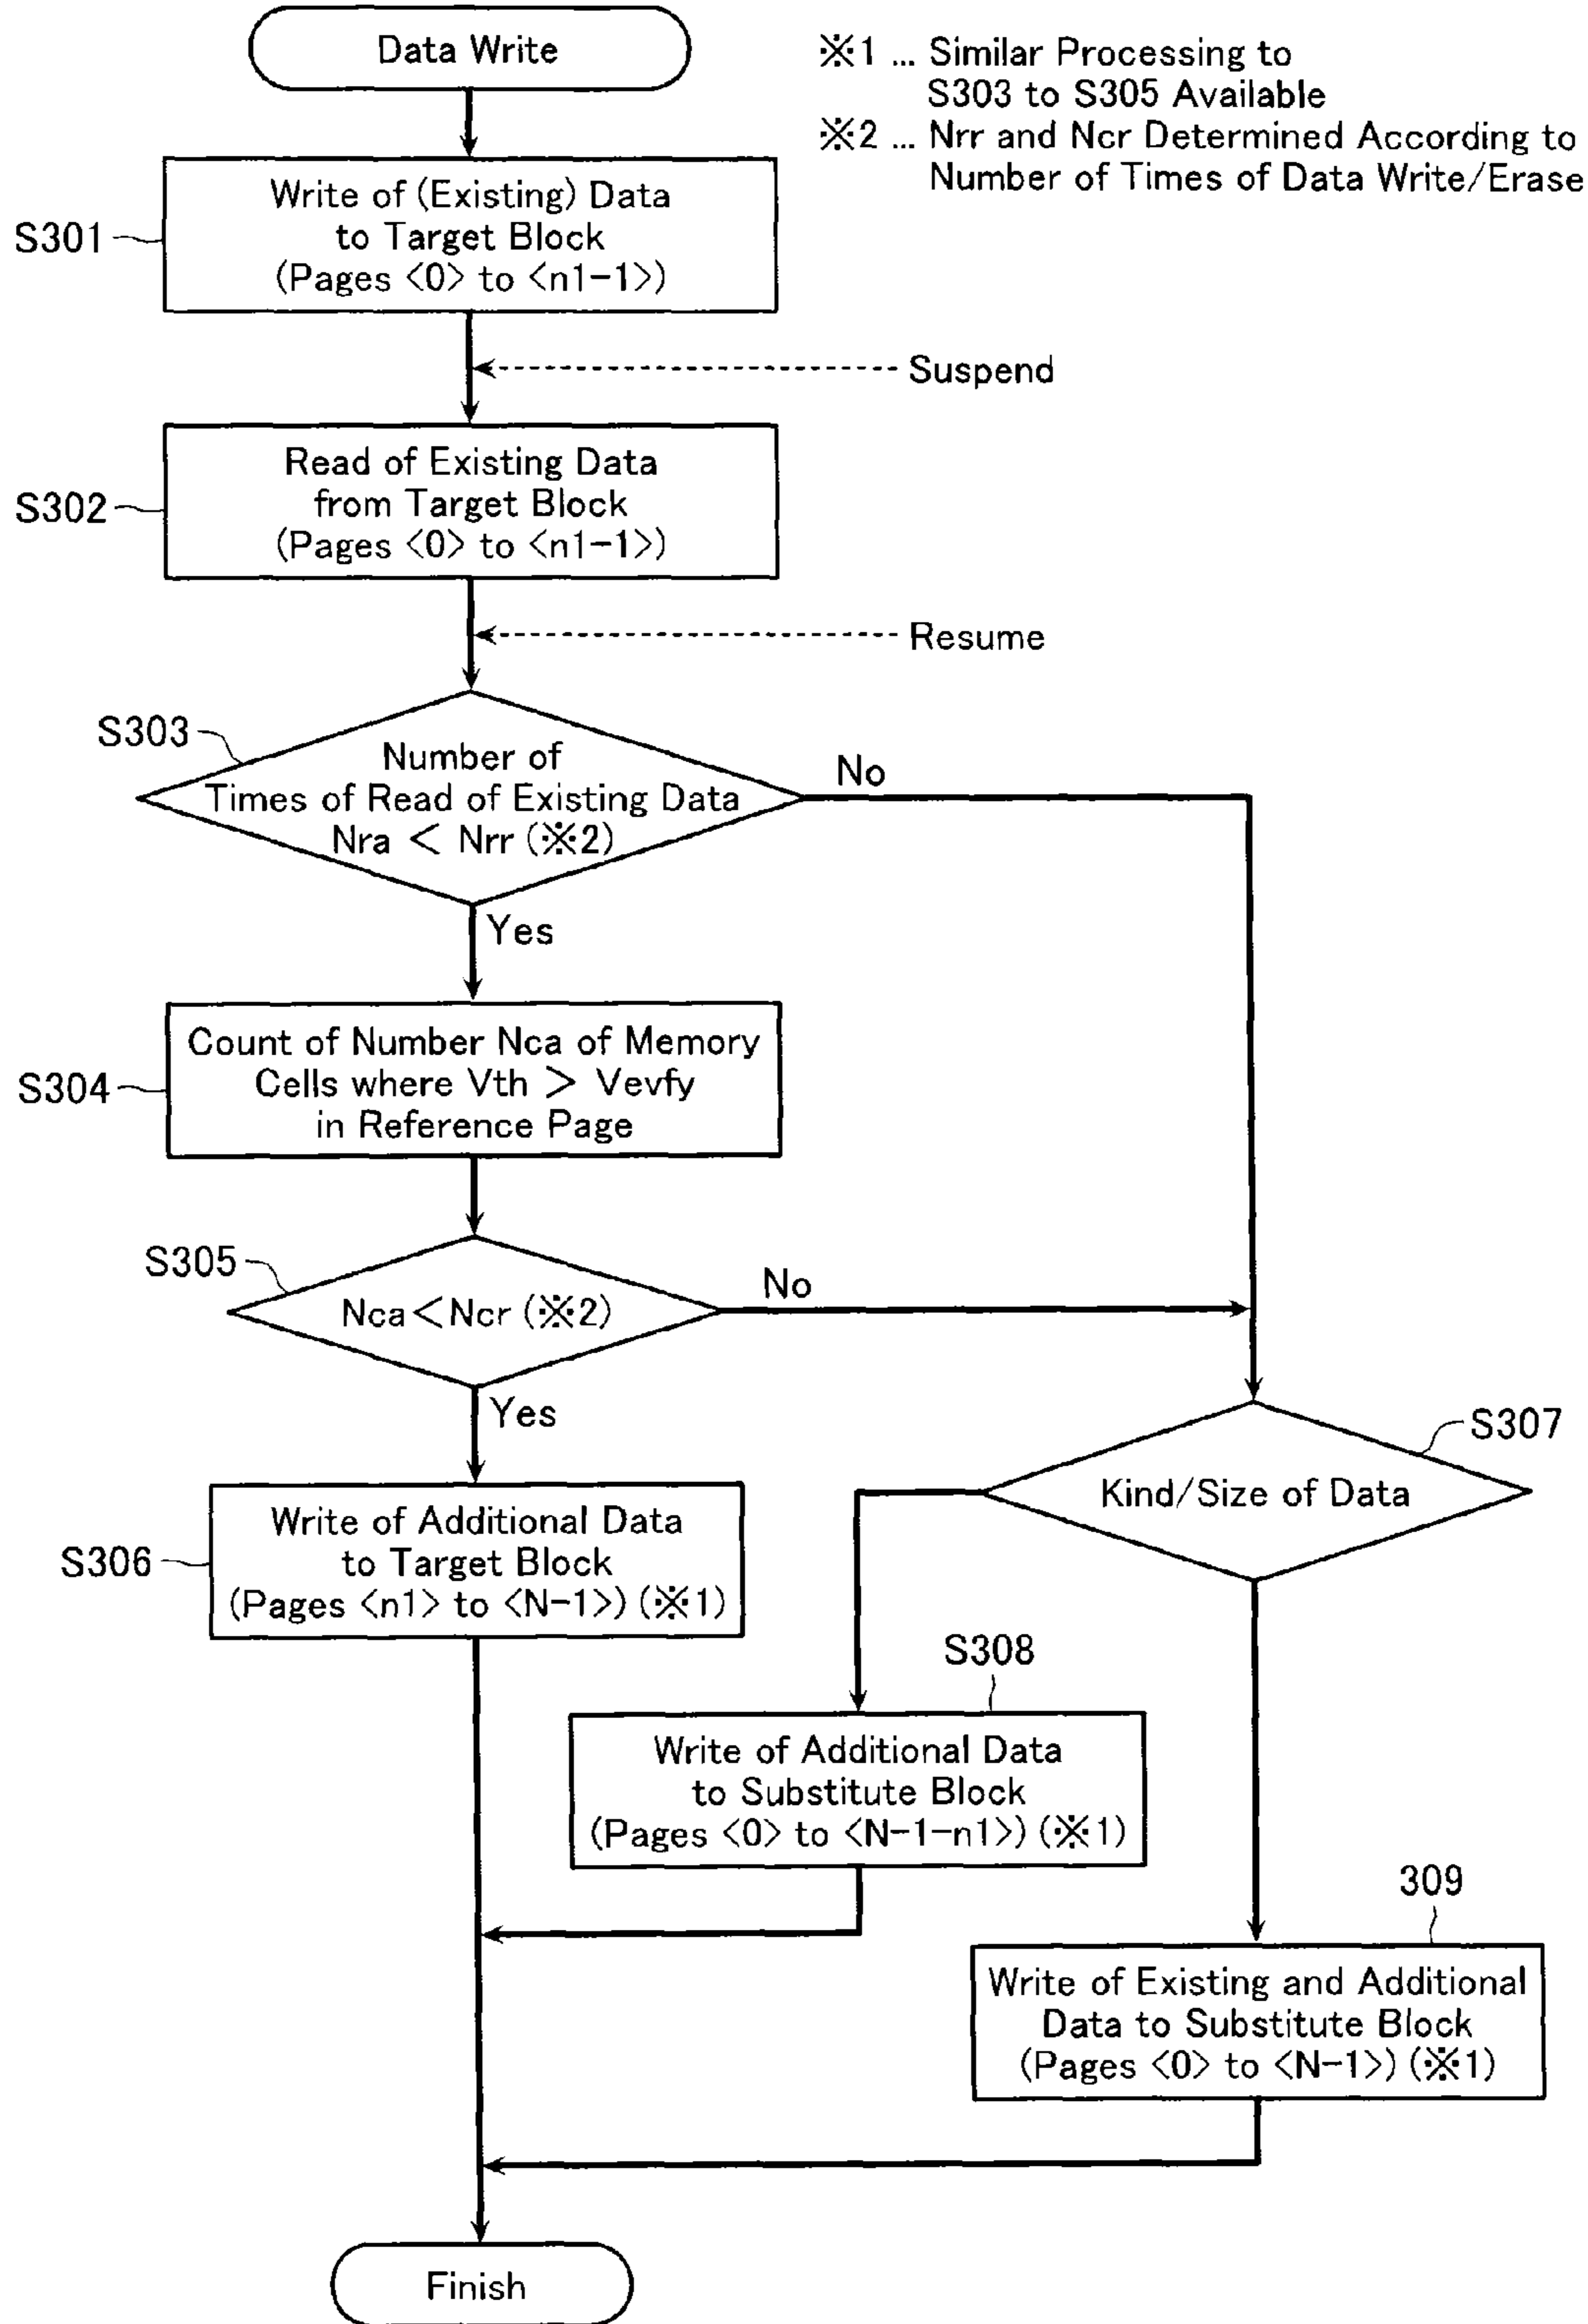 Data Write
※1 ... Similar Processing to
S303 to S305 Available
※2 ... Nrr and Ncr Determined According to
Number of Times of Data Write/Erase
S301
Write of (Existing) Data
to Target Block
(Pages <0> to <n1-1>)
Suspend
S302
Read of Existing Data
from Target Block
(Pages <0> to <n1-1>)
Resume
S303
Number of
Times of Read of Existing Data
Nra < Nrr (※2)
No
Yes
S304
Count of Number Nca of Memory
Cells where Vth > Vevfy
in Reference Page
S305
Nca<Ncr (※2)
No
Yes
S307
Kind/Size of Data
S306
Write of Additional Data
to Target Block
(Pages <n1> to <N-1>) (※1)
S308
Write of Additional Data
to Substitute Block
(Pages <0> to <N-1-n1>) (※1)
309
Write of Existing and Additional
Data to Substitute Block
(Pages <0> to <N-1>) (※1)
Finish